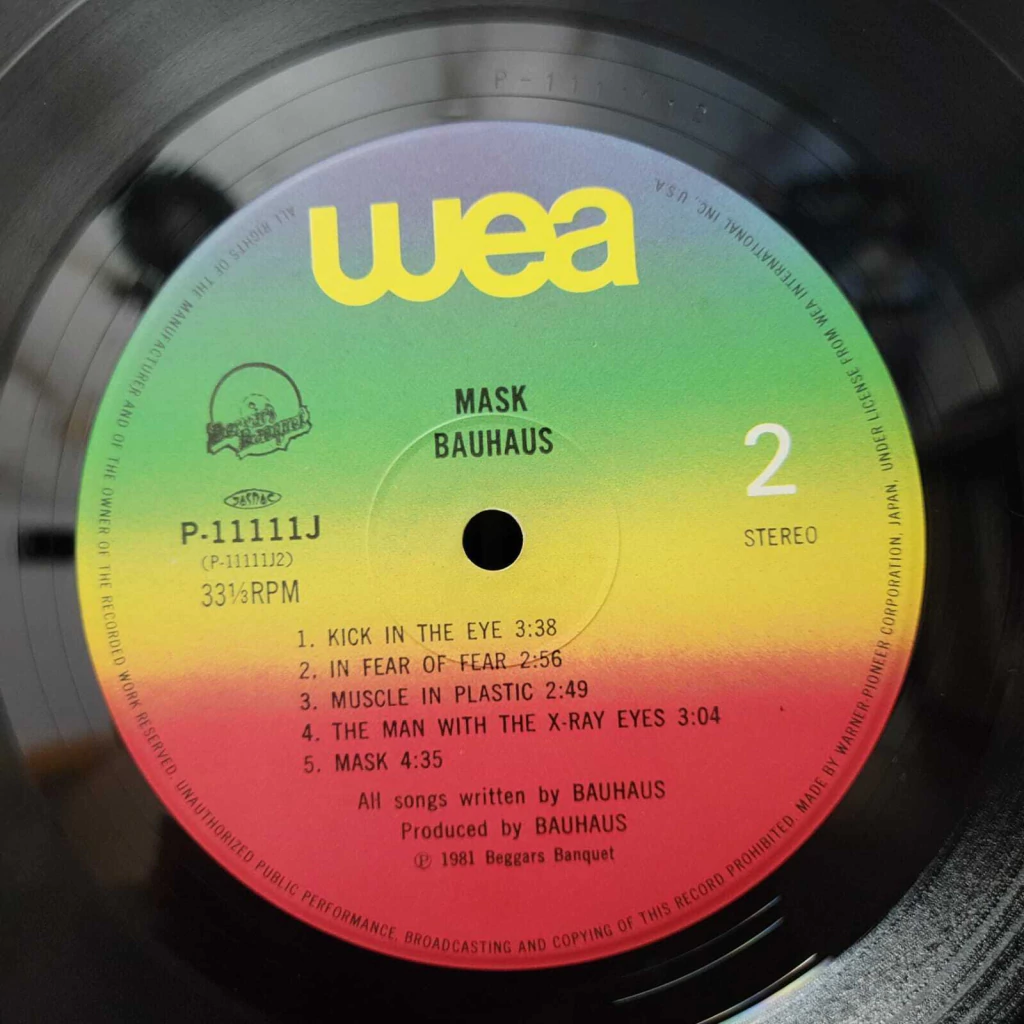 wea
MASK
BAUHAUS
Beggars Banquet
2
JASRAC
P-11111J
(P-11111J2)
33⅓RPM
STEREO
1. KICK IN THE EYE 3:38
2. IN FEAR OF FEAR 2:56
3. MUSCLE IN PLASTIC 2:49
4. THE MAN WITH THE X-RAY EYES 3:04
5. MASK 4:35
All songs written by BAUHAUS
Produced by BAUHAUS
℗ 1981 Beggars Banquet
ALL RIGHTS OF THE MANUFACTURER AND OF THE OWNER OF THE RECORDED WORK RESERVED. UNAUTHORIZED PUBLIC PERFORMANCE, BROADCASTING AND COPYING OF THIS RECORD PROHIBITED. MADE BY WARNER-PIONEER CORPORATION, JAPAN, UNDER LICENSE FROM WEA INTERNATIONAL INC., U.S.A.